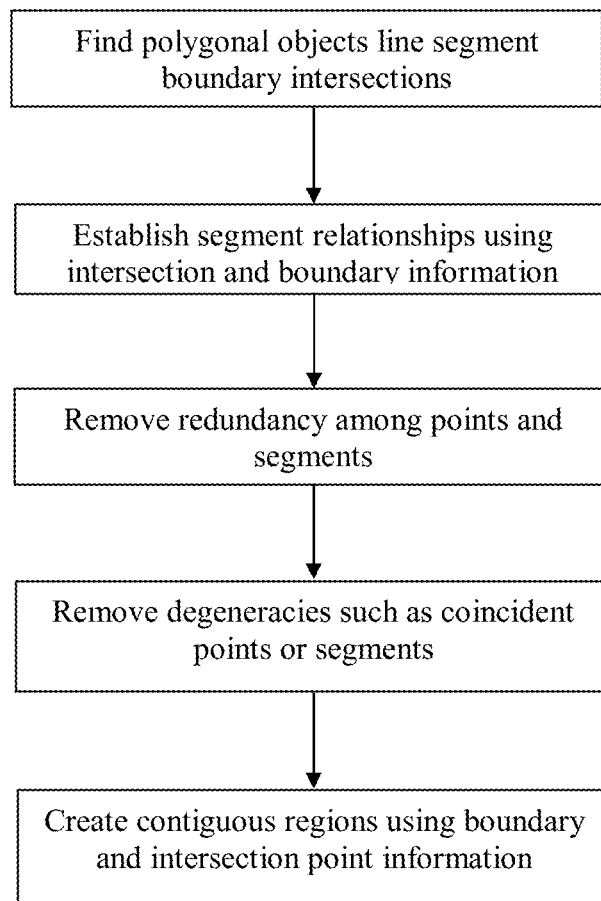 Find polygonal objects line segment
boundary intersections
Establish segment relationships using
intersection and boundary information
Remove redundancy among points and
segments
Remove degeneracies such as coincident
points or segments
Create contiguous regions using boundary
and intersection point information